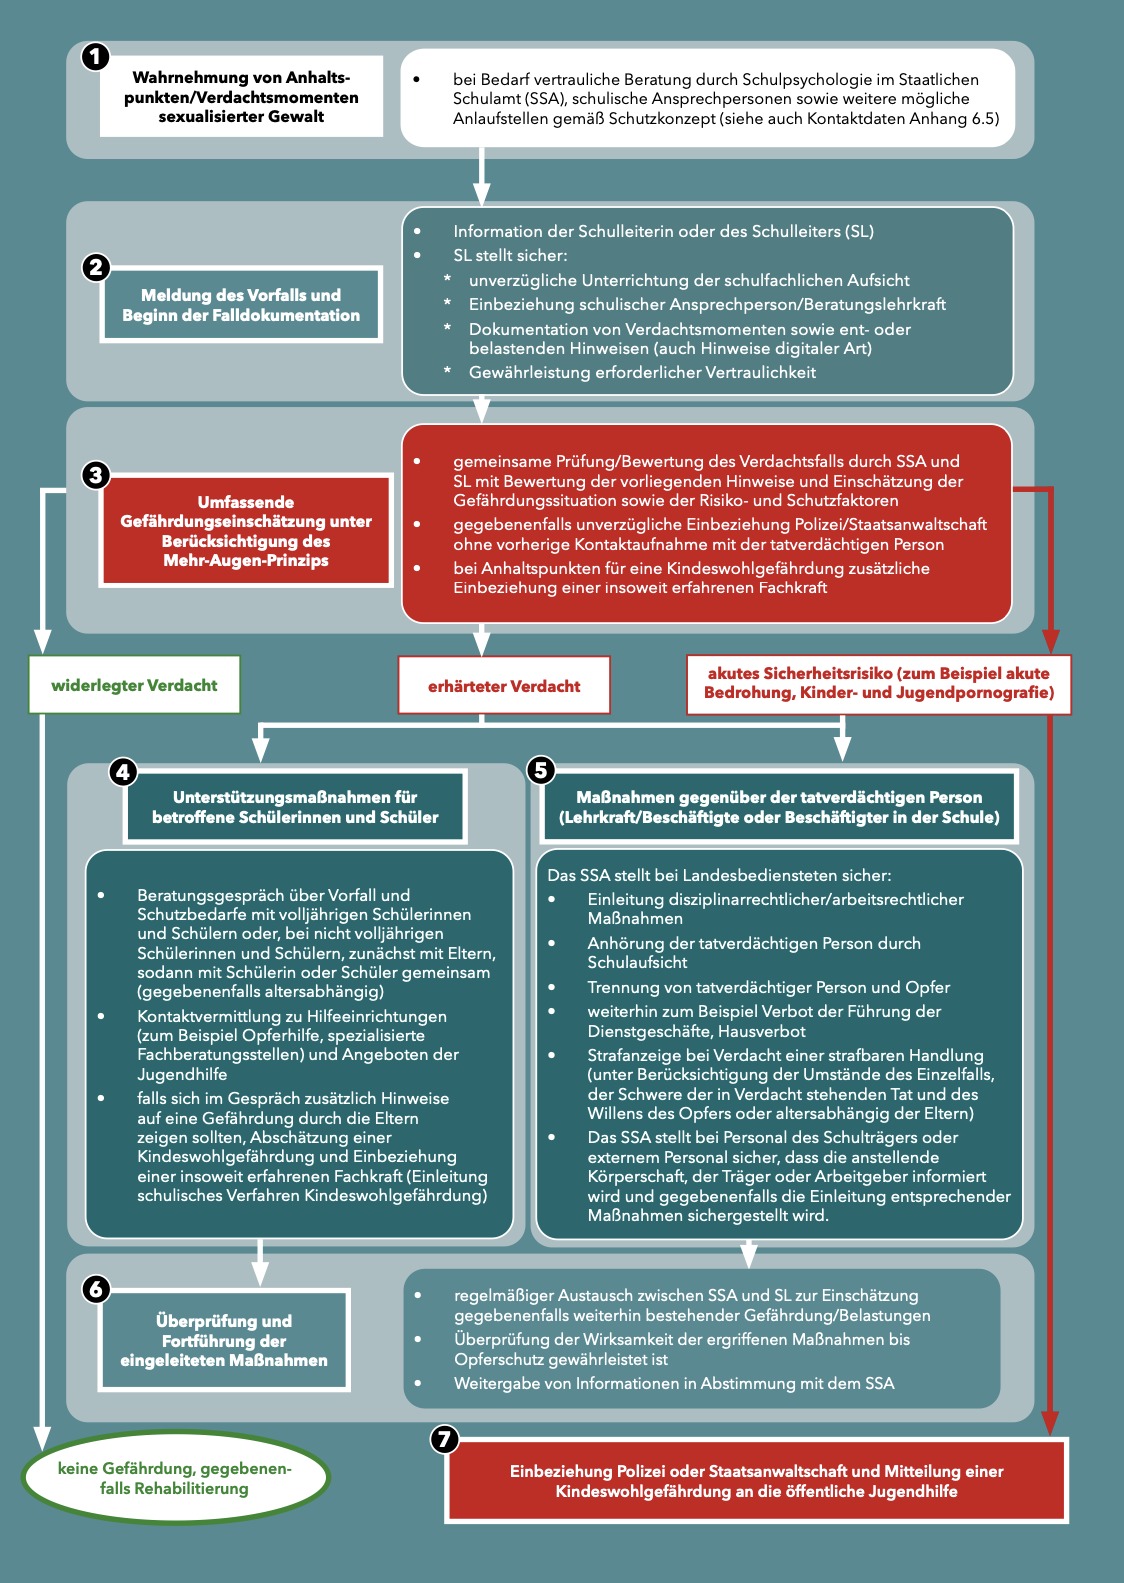 1
Wahrnehmung von Anhalts-
punkten/Verdachtsmomenten
sexualisierter Gewalt
• bei Bedarf vertrauliche Beratung durch Schulpsychologie im Staatlichen
Schulamt (SSA), schulische Ansprechpersonen sowie weitere mögliche
Anlaufstellen gemäß Schutzkonzept (siehe auch Kontaktdaten Anhang 6.5)
2
Meldung des Vorfalls und
Beginn der Falldokumentation
• Information der Schulleiterin oder des Schulleiters (SL)
• SL stellt sicher:
* unverzügliche Unterrichtung der schulfachlichen Aufsicht
* Einbeziehung schulischer Ansprechperson/Beratungslehrkraft
* Dokumentation von Verdachtsmomenten sowie ent- oder
belastenden Hinweisen (auch Hinweise digitaler Art)
* Gewährleistung erforderlicher Vertraulichkeit
3
Umfassende
Gefährdungseinschätzung unter
Berücksichtigung des
Mehr-Augen-Prinzips
• gemeinsame Prüfung/Bewertung des Verdachtsfalls durch SSA und
SL mit Bewertung der vorliegenden Hinweise und Einschätzung der
Gefährdungssituation sowie der Risiko- und Schutzfaktoren
• gegebenenfalls unverzügliche Einbeziehung Polizei/Staatsanwaltschaft
ohne vorherige Kontaktaufnahme mit der tatverdächtigen Person
• bei Anhaltspunkten für eine Kindeswohlgefährdung zusätzliche
Einbeziehung einer insoweit erfahrenen Fachkraft
widerlegter Verdacht
erhärteter Verdacht
akutes Sicherheitsrisiko (zum Beispiel akute
Bedrohung, Kinder- und Jugendpornografie)
4
Unterstützungsmaßnahmen für
betroffene Schülerinnen und Schüler
• Beratungsgespräch über Vorfall und
Schutzbedarfe mit volljährigen Schülerinnen
und Schülern oder, bei nicht volljährigen
Schülerinnen und Schülern, zunächst mit Eltern,
sodann mit Schülerin oder Schüler gemeinsam
(gegebenenfalls altersabhängig)
• Kontaktvermittlung zu Hilfeeinrichtungen
(zum Beispiel Opferhilfe, spezialisierte
Fachberatungsstellen) und Angeboten der
Jugendhilfe
• falls sich im Gespräch zusätzlich Hinweise
auf eine Gefährdung durch die Eltern
zeigen sollten, Abschätzung einer
Kindeswohlgefährdung und Einbeziehung
einer insoweit erfahrenen Fachkraft (Einleitung
schulisches Verfahren Kindeswohlgefährdung)
5
Maßnahmen gegenüber der tatverdächtigen Person
(Lehrkraft/Beschäftigte oder Beschäftigter in der Schule)
Das SSA stellt bei Landesbediensteten sicher:
• Einleitung disziplinarrechtlicher/arbeitsrechtlicher
Maßnahmen
• Anhörung der tatverdächtigen Person durch
Schulaufsicht
• Trennung von tatverdächtiger Person und Opfer
• weiterhin zum Beispiel Verbot der Führung der
Dienstgeschäfte, Hausverbot
• Strafanzeige bei Verdacht einer strafbaren Handlung
(unter Berücksichtigung der Umstände des Einzelfalls,
der Schwere der in Verdacht stehenden Tat und des
Willens des Opfers oder altersabhängig der Eltern)
• Das SSA stellt bei Personal des Schulträgers oder
externem Personal sicher, dass die anstellende
Körperschaft, der Träger oder Arbeitgeber informiert
wird und gegebenenfalls die Einleitung entsprechender
Maßnahmen sichergestellt wird.
6
Überprüfung und
Fortführung der
eingeleiteten Maßnahmen
• regelmäßiger Austausch zwischen SSA und SL zur Einschätzung
gegebenenfalls weiterhin bestehender Gefährdung/Belastungen
• Überprüfung der Wirksamkeit der ergriffenen Maßnahmen bis
Opferschutz gewährleistet ist
• Weitergabe von Informationen in Abstimmung mit dem SSA
keine Gefährdung, gegebenen-
falls Rehabilitierung
7
Einbeziehung Polizei oder Staatsanwaltschaft und Mitteilung einer
Kindeswohlgefährdung an die öffentliche Jugendhilfe